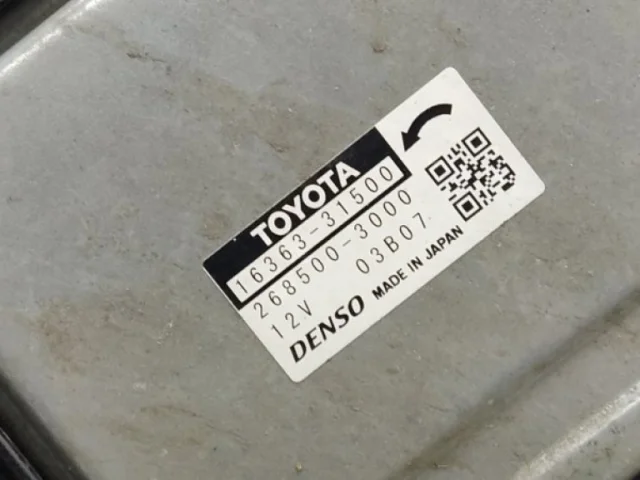 TOYOTA
16363-31500
268500-3000
12V 03B07
DENSO MADE IN JAPAN